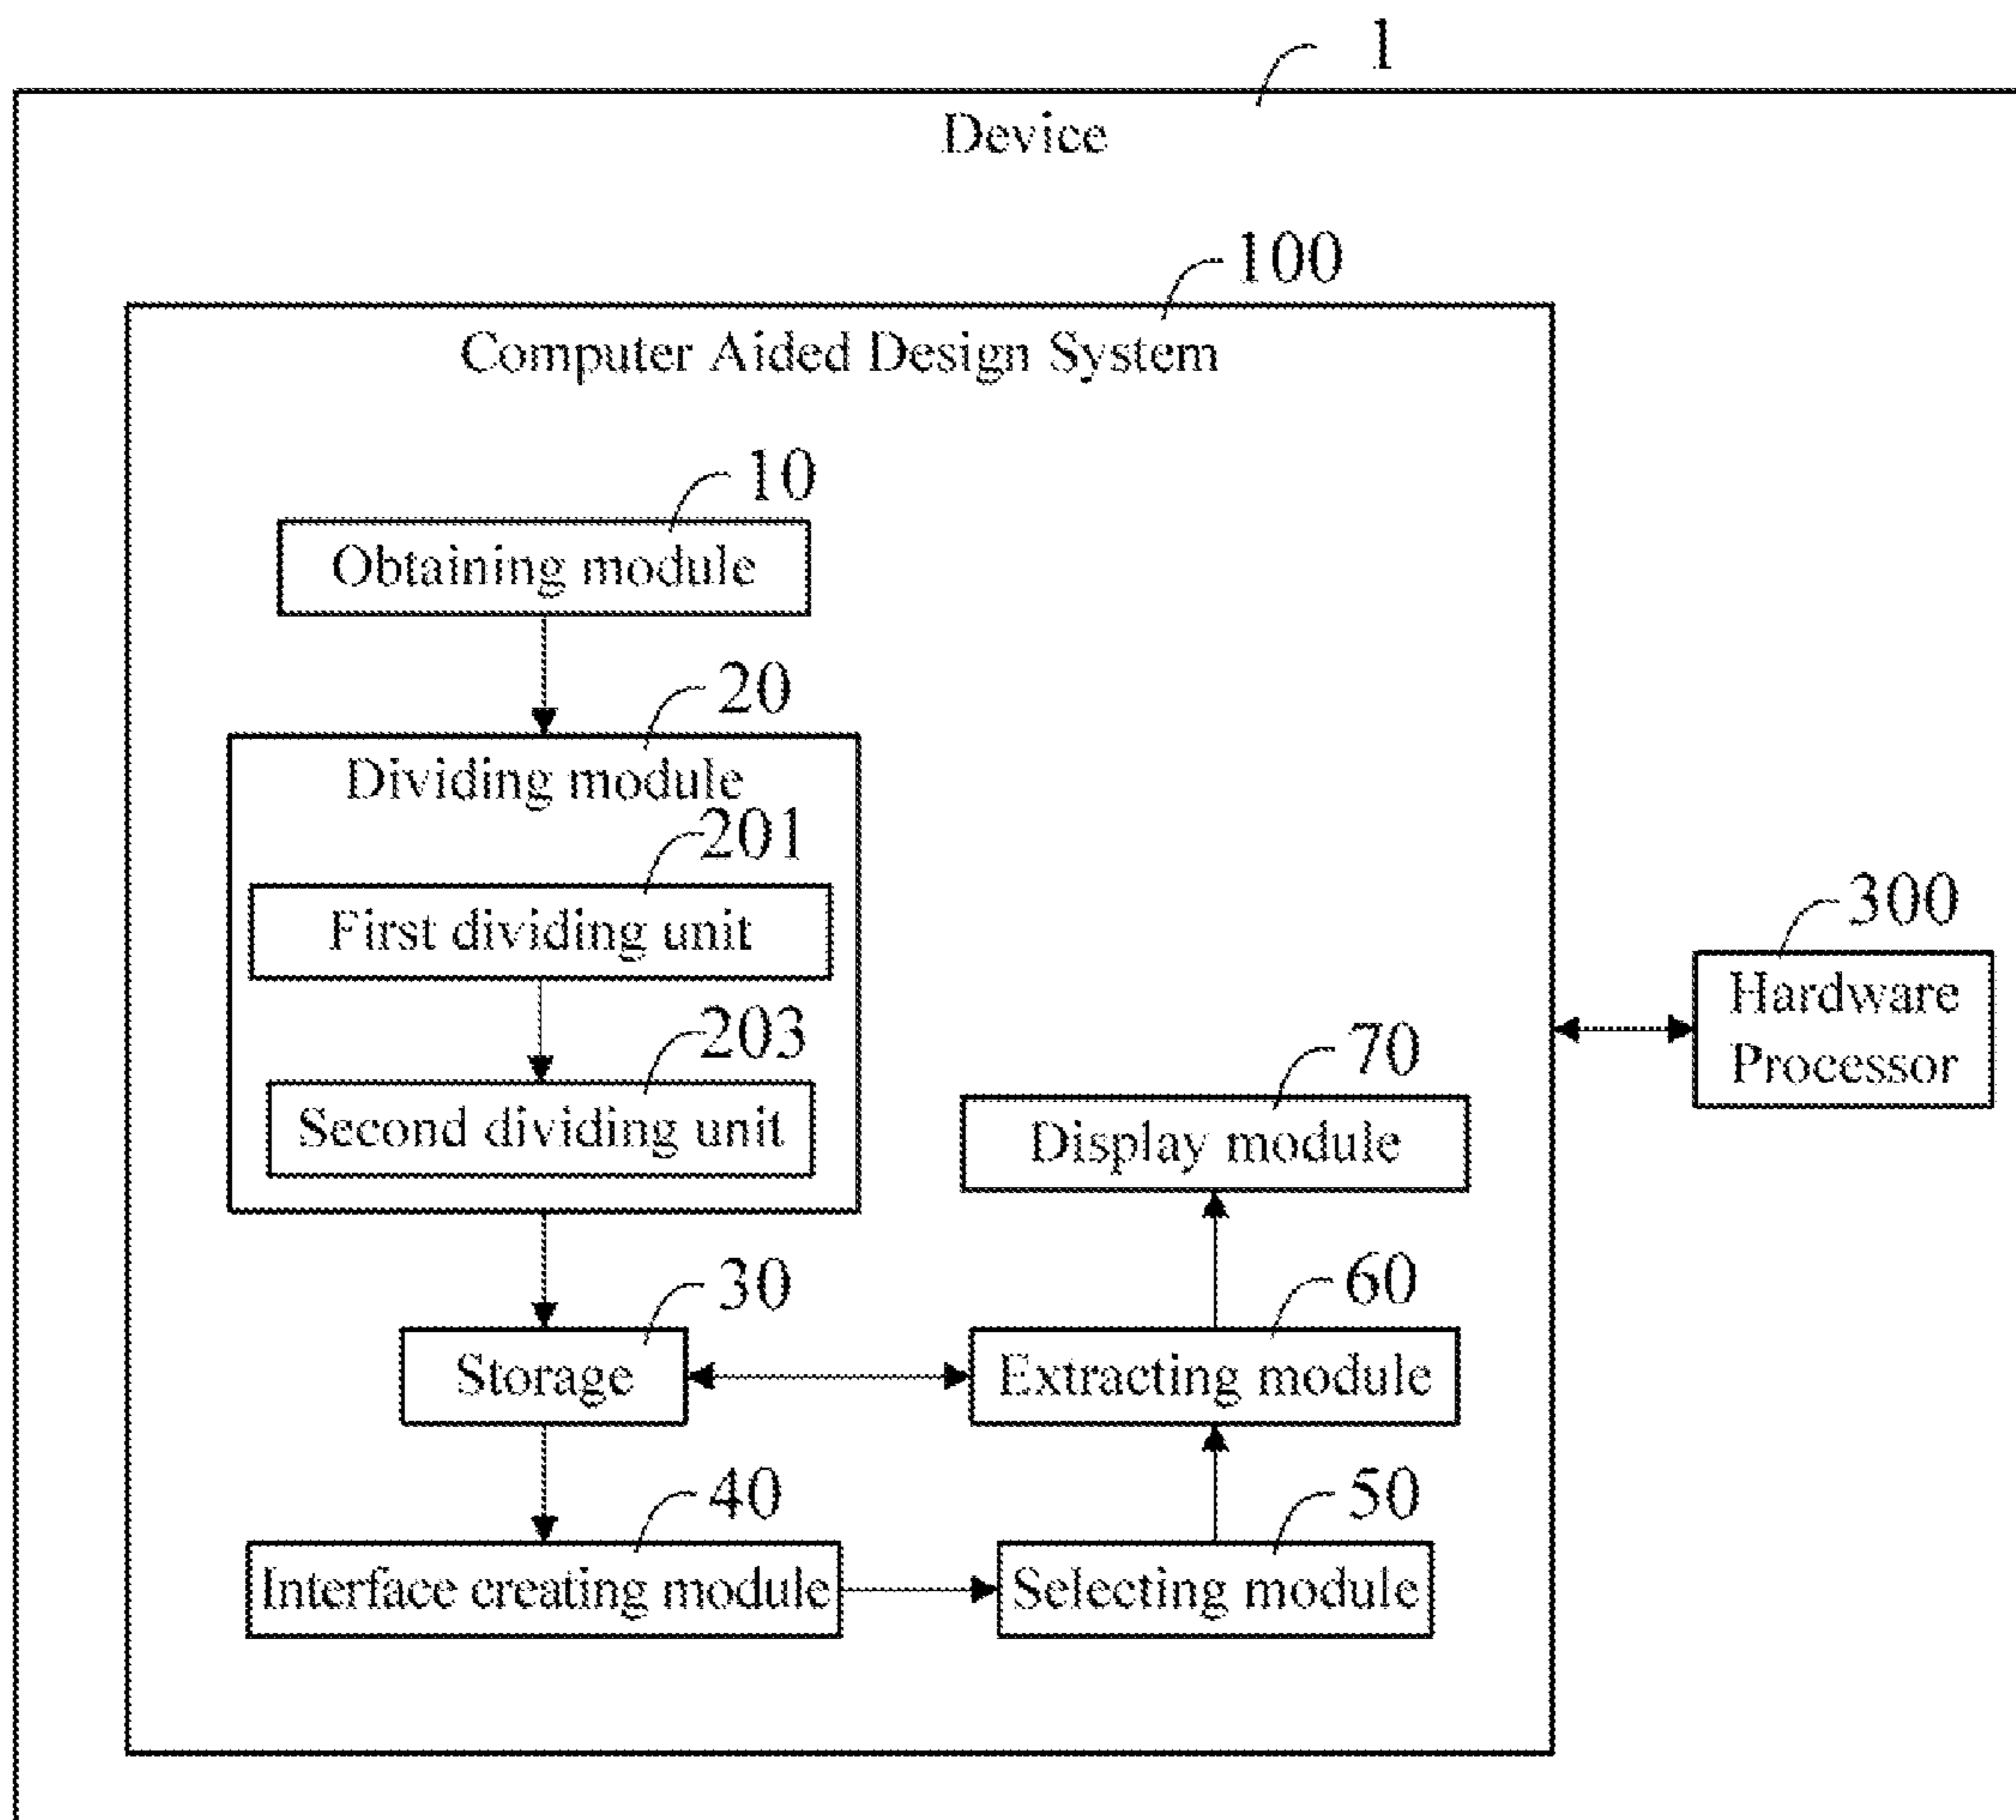 1
Device
100
Computer Aided Design System
10
Obtaining module
20
Dividing module
201
First dividing unit
203
Second dividing unit
30
Storage
40
Interface creating module
50
Selecting module
60
Extracting module
70
Display module
300
Hardware
Processor